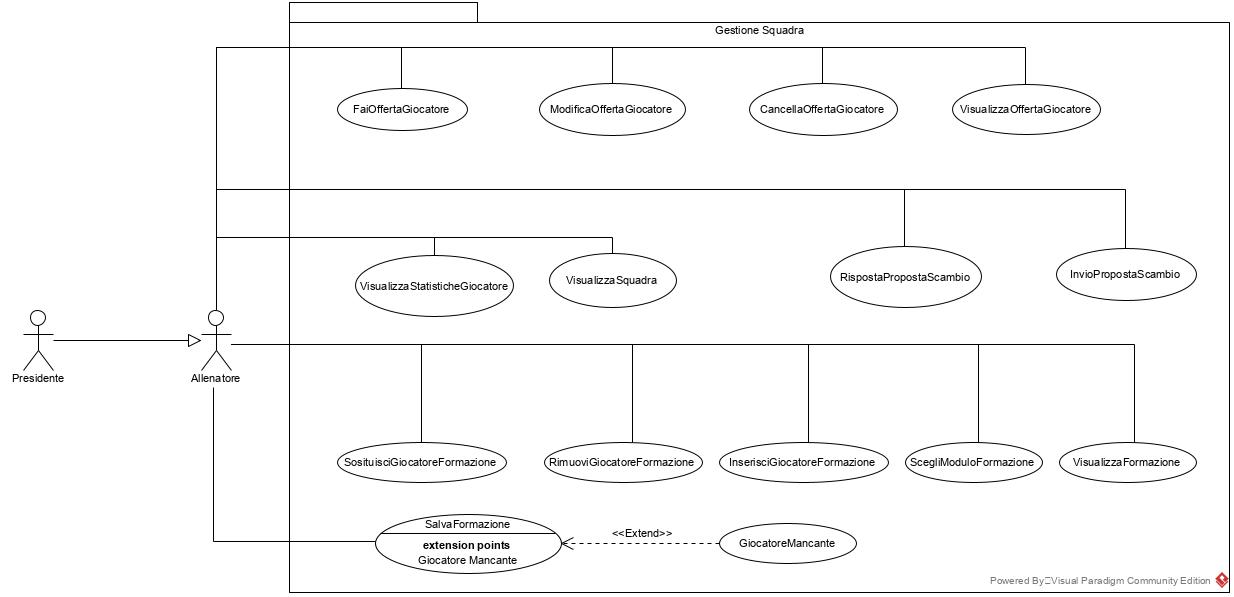 Gestione Squadra
FaiOffertaGiocatore
ModificaOffertaGiocatore
CancellaOffertaGiocatore
VisualizzaOffertaGiocatore
VisualizzaStatisticheGiocatore
VisualizzaSquadra
RispostaPropostaScambio
InvioPropostaScambio
Presidente
Allenatore
SosituisciGiocatoreFormazione
RimuoviGiocatoreFormazione
InserisciGiocatoreFormazione
ScegliModuloFormazione
VisualizzaFormazione
SalvaFormazione
extension points
Giocatore Mancante
<<Extend>>
GiocatoreMancante
Powered By Visual Paradigm Community Edition